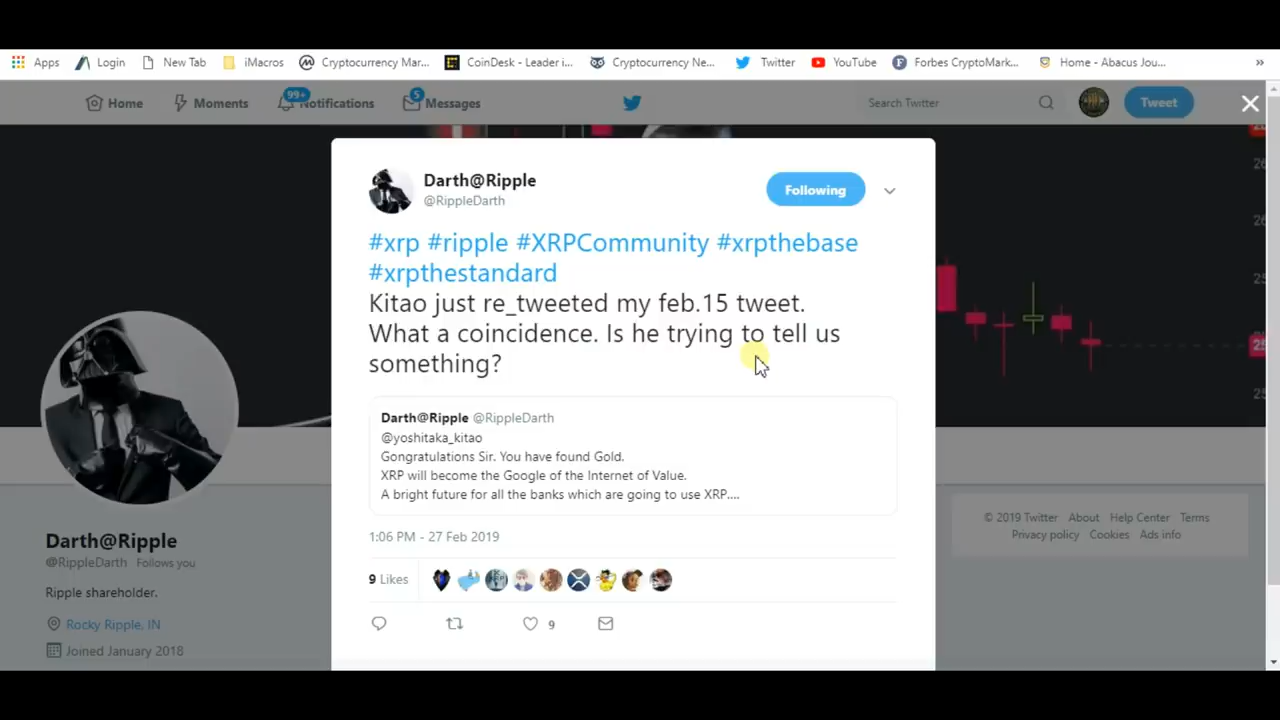 Apps Login New Tab iMacros Cryptocurrency Mar... CoinDesk - Leader i... Cryptocurrency Ne... Twitter YouTube Forbes CryptoMark... Home - Abacus Jou... »
Home Moments 99+ Notifications 5 Messages Search Twitter Tweet
Darth@Ripple
@RippleDarth
Following
#xrp #ripple #XRPCommunity #xrpthebase
#xrpthestandard
Kitao just re_tweeted my feb.15 tweet.
What a coincidence. Is he trying to tell us
something?
Darth@Ripple @RippleDarth
@yoshitaka_kitao
Gongratulations Sir. You have found Gold.
XRP will become the Google of the Internet of Value.
A bright future for all the banks which are going to use XRP....
1:06 PM - 27 Feb 2019
9 Likes
9
Darth@Ripple
@RippleDarth Follows you
Ripple shareholder.
Rocky Ripple, IN
Joined January 2018
© 2019 Twitter About Help Center Terms
Privacy policy Cookies Ads info